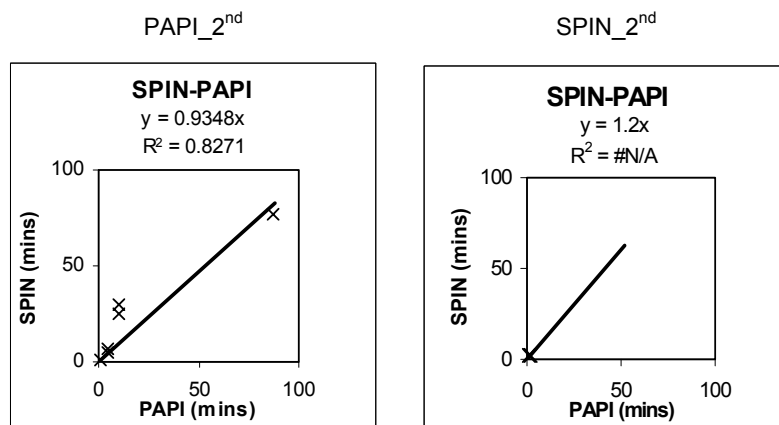 PAPI_2nd
SPIN-PAPI
y = 0.9348x
R² = 0.8271
100
50
0
SPIN (mins)
0 50 100
PAPI (mins)
SPIN_2nd
SPIN-PAPI
y = 1.2x
R² = #N/A
100
50
0
SPIN (mins)
0 50 100
PAPI (mins)